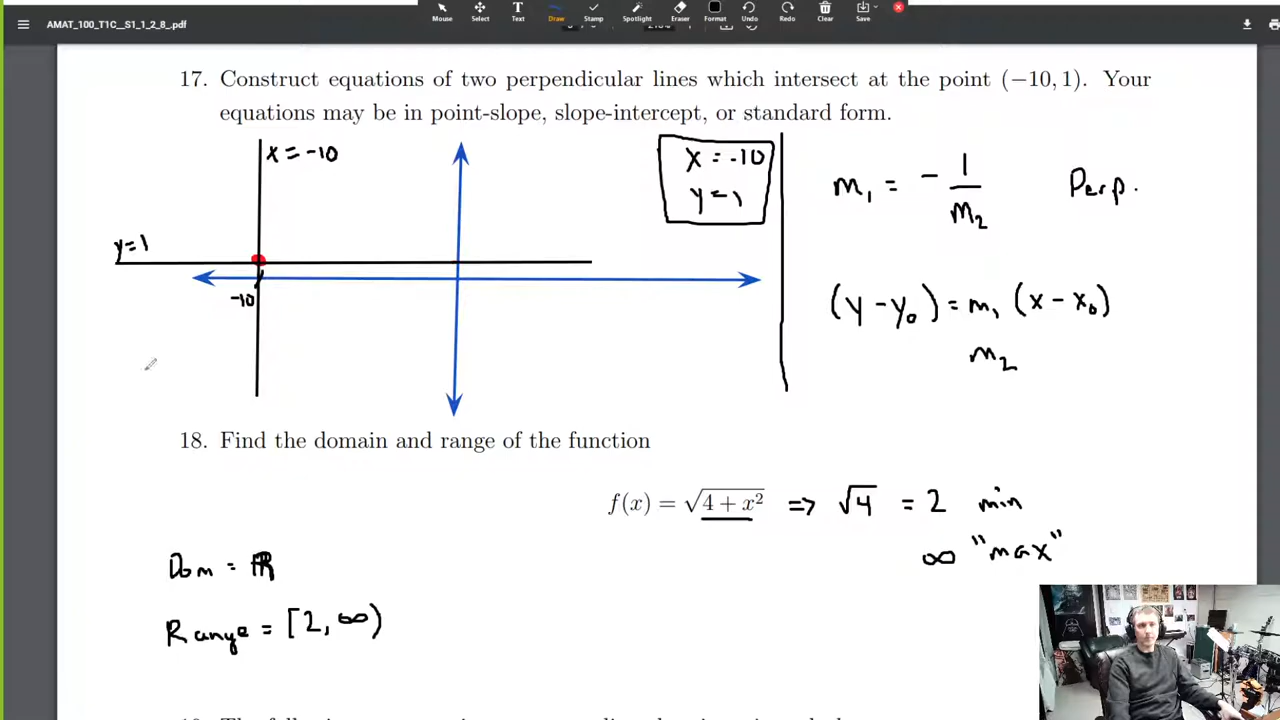 AMAT_100_T1C__S1_1_2_8_.pdf
Mouse Select Text Draw Stamp Spotlight Eraser Format Undo Redo Clear Save
17. Construct equations of two perpendicular lines which intersect at the point (−10, 1). Your
equations may be in point-slope, slope-intercept, or standard form.
x = -10
y=1
-10
x = -10
y = 1
m₁ = - 1/m₂ Perp.
(y - y₀) = m₁ (x - x₀)
m₂
18. Find the domain and range of the function
f(x) = √(4 + x²) => √4 = 2 min
∞ "max"
Dom = ℝ
Range = [2, ∞)